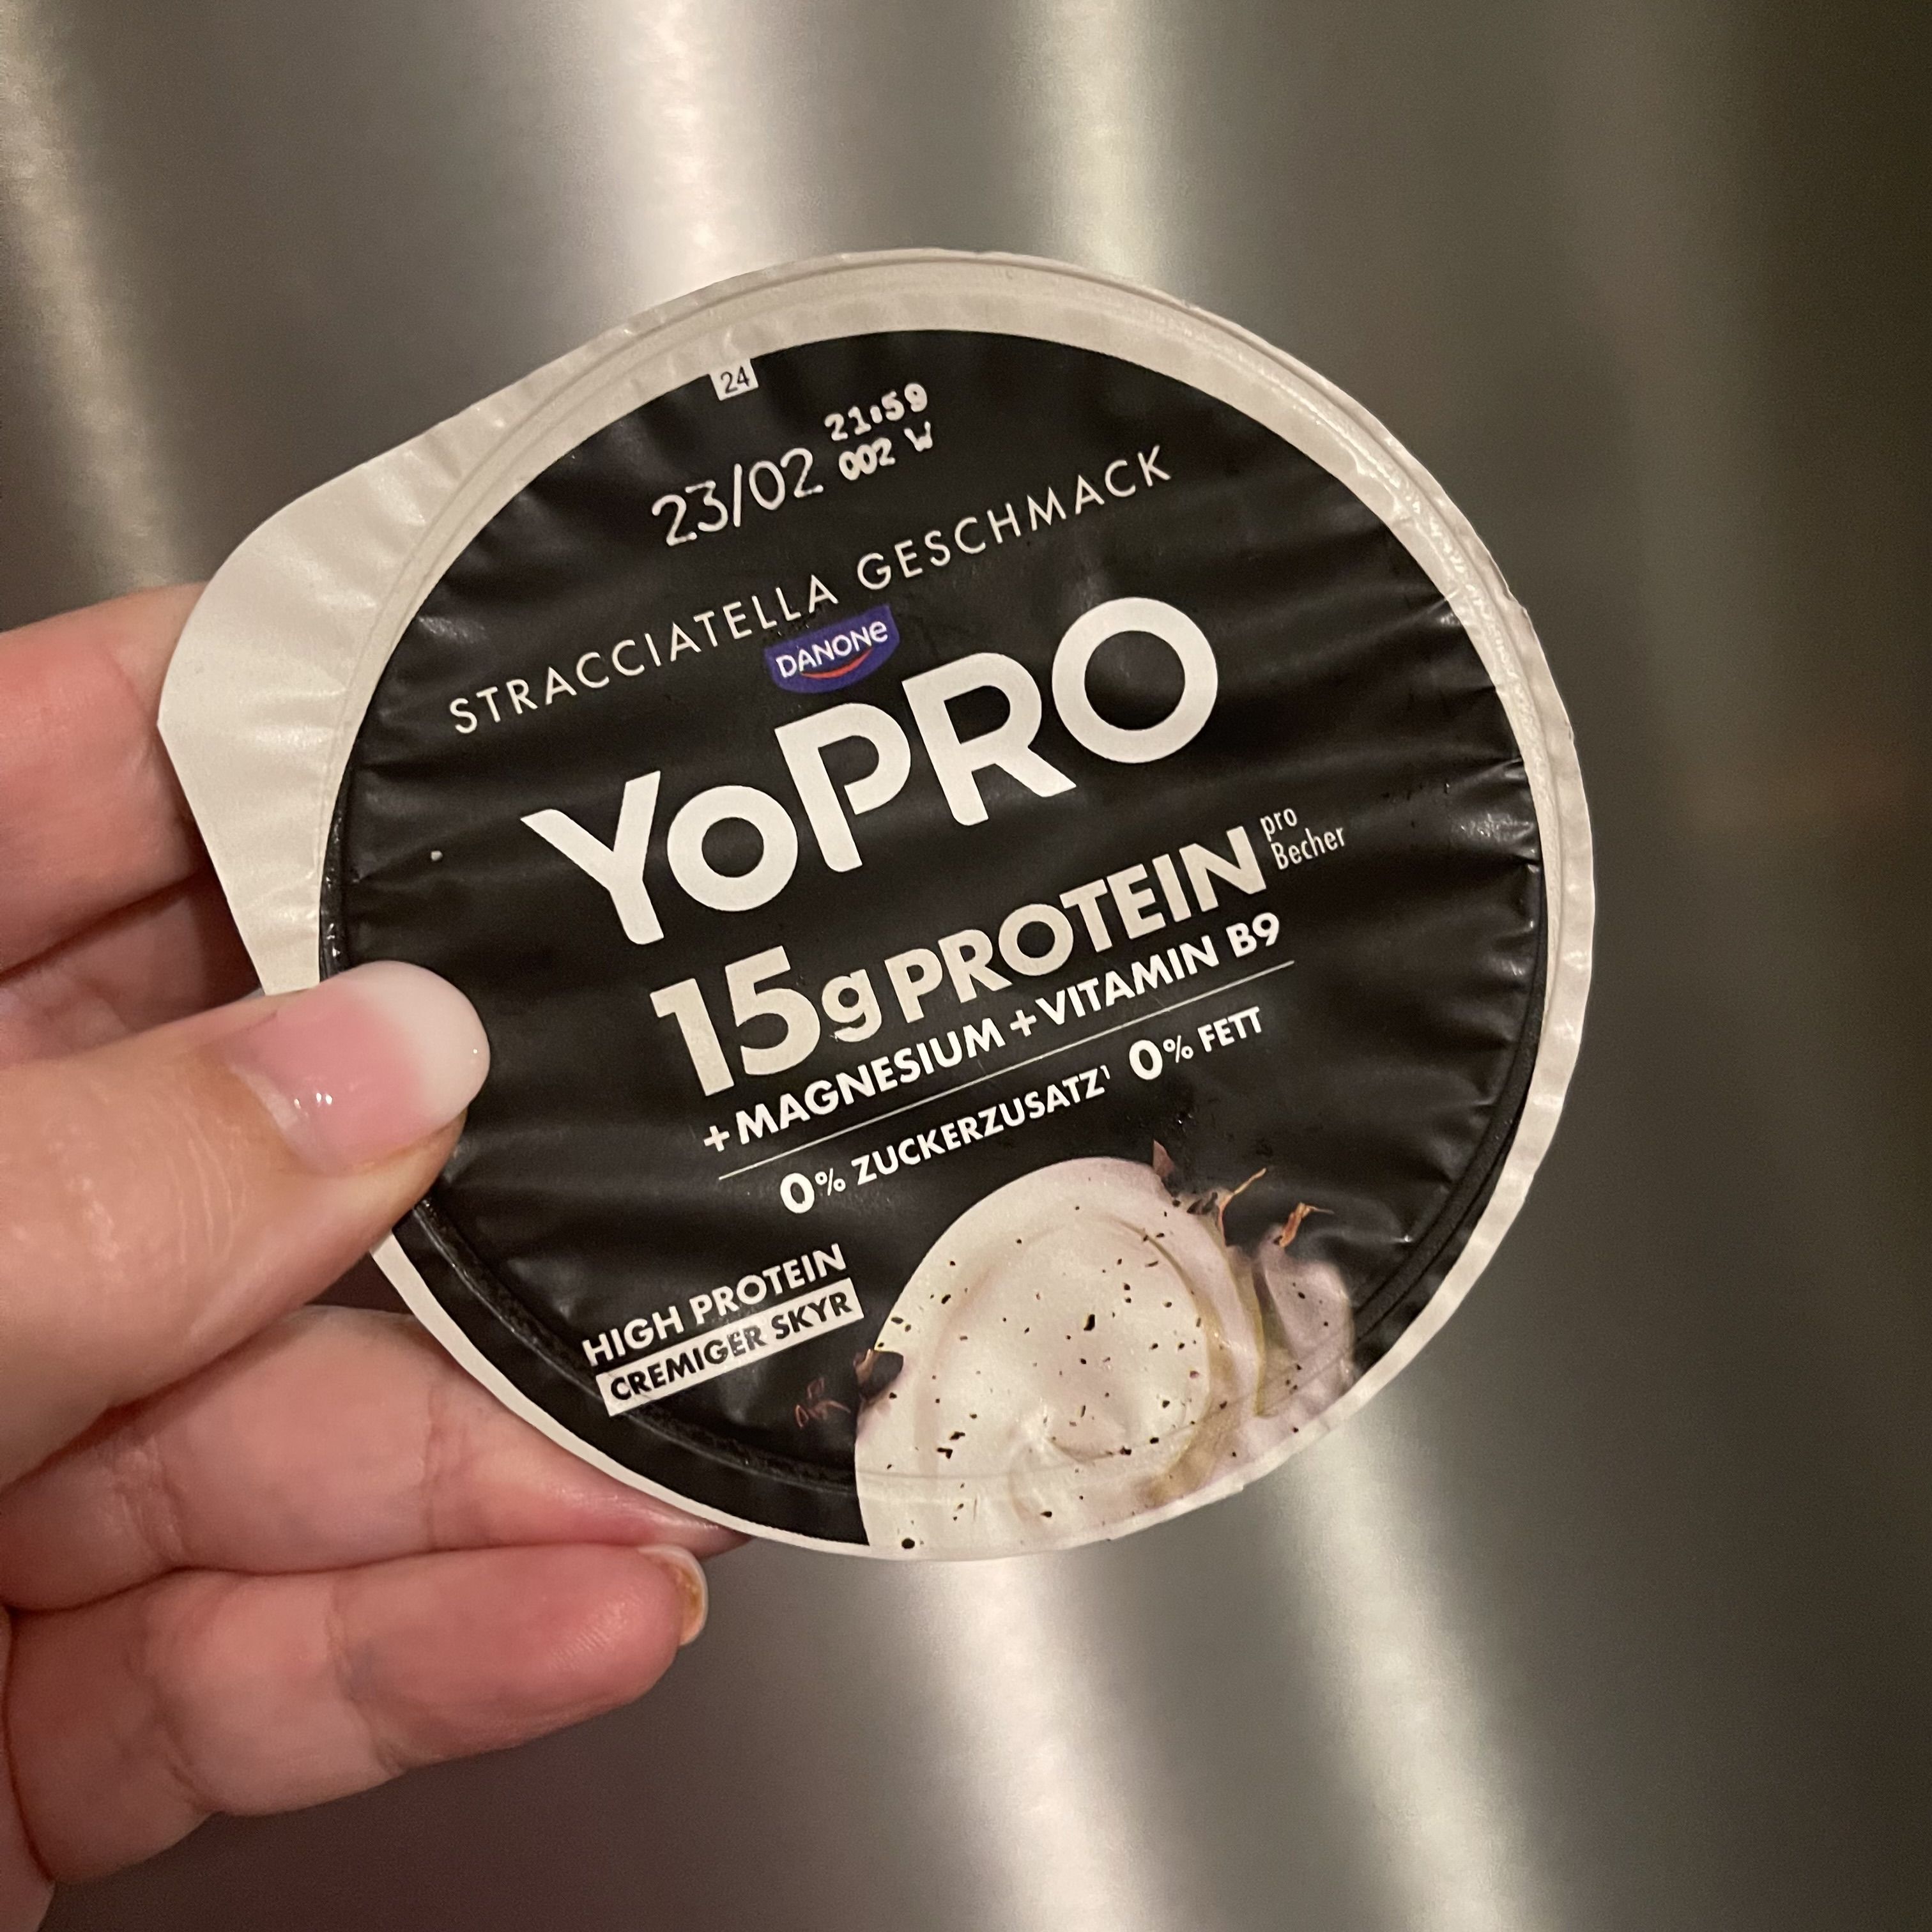 24
21:59
23/02 002 W
STRACCIATELLA GESCHMACK
DANONE
YoPRO
15g PROTEIN pro Becher
+ MAGNESIUM + VITAMIN B9
0% ZUCKERZUSATZ¹ 0% FETT
HIGH PROTEIN
CREMIGER SKYR